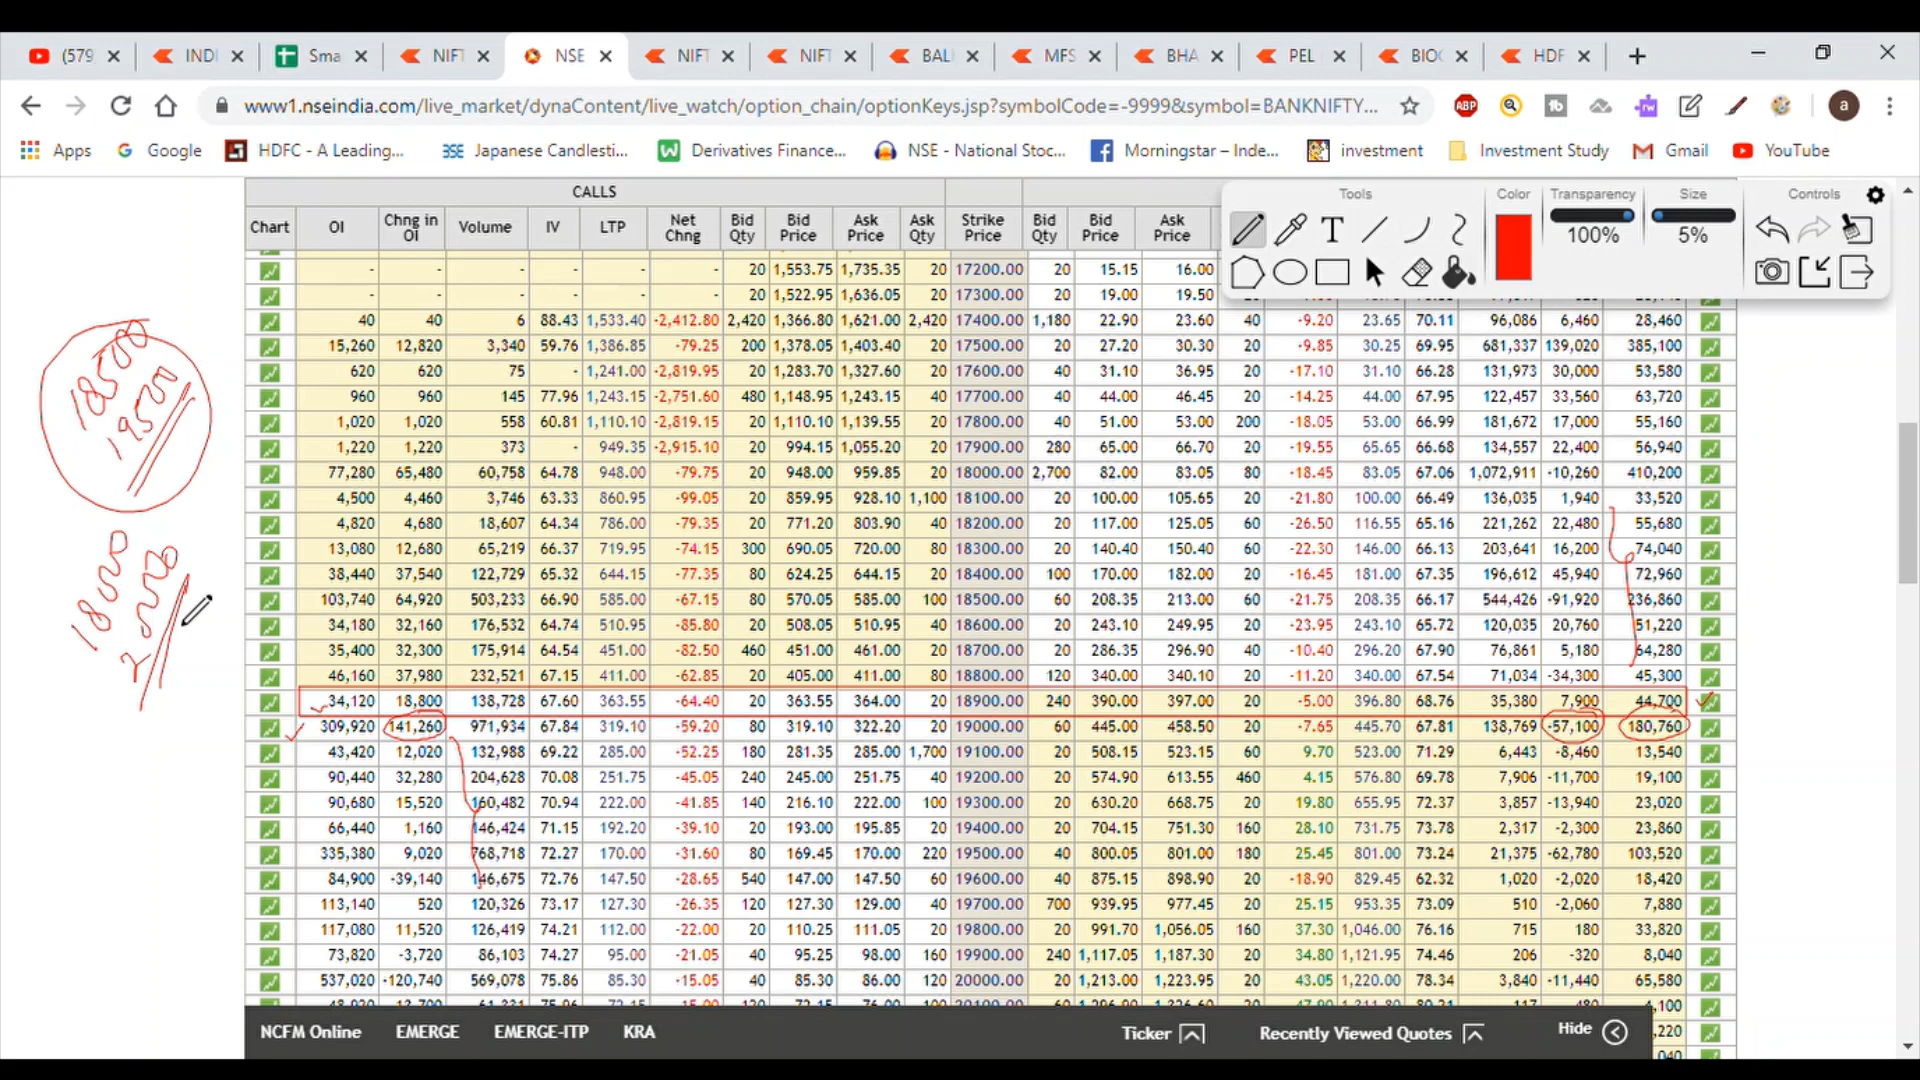 (579 INDI Sma NIFT NSE NIFT NIFT BAL MFS BHA PEL BIOC HDF
www1.nseindia.com/live_market/dynaContent/live_watch/option_chain/optionKeys.jsp?symbolCode=-9999&symbol=BANKNIFTY...
ABP tb rw a
Apps Google HDFC - A Leading... Japanese Candlesti... Derivatives Finance... NSE - National Stoc... Morningstar – Inde... investment Investment Study Gmail YouTube
CALLS
Tools Color Transparency Size Controls
100% 5%
Chart OI Chng in OI Volume IV LTP Net Chng Bid Qty Bid Price Ask Price Ask Qty Strike Price Bid Qty Bid Price Ask Price
- - - - - - 20 1,553.75 1,735.35 20 17200.00 20 15.15 16.00
- - - - - - 20 1,522.95 1,636.05 20 17300.00 20 19.00 19.50
40 40 6 88.43 1,533.40 -2,412.80 2,420 1,366.80 1,621.00 2,420 17400.00 1,180 22.90 23.60 40 -9.20 23.65 70.11 96,086 6,460 28,460
15,260 12,820 3,340 59.76 1,386.85 -79.25 200 1,378.05 1,403.40 20 17500.00 20 27.20 30.30 40 -9.85 30.25 69.95 681,337 139,020 385,100
620 620 75 - 1,241.00 -2,819.95 20 1,283.70 1,327.60 20 17600.00 40 31.10 36.95 20 -17.10 31.10 66.28 131,973 30,000 53,580
960 960 145 77.96 1,243.15 -2,751.60 480 1,148.95 1,243.15 40 17700.00 40 44.00 46.45 20 -14.25 44.00 67.95 122,457 33,560 63,720
1,020 1,020 558 60.81 1,110.10 -2,819.15 20 1,110.10 1,139.55 20 17800.00 40 51.00 53.00 200 -18.05 53.00 66.99 181,672 17,000 55,160
1,220 1,220 373 - 949.35 -2,915.10 20 994.15 1,055.20 20 17900.00 280 65.00 66.70 20 -19.55 65.65 66.68 134,557 22,400 56,940
77,280 65,480 60,758 64.78 948.00 -79.75 20 948.00 959.85 20 18000.00 2,700 82.00 83.05 80 -18.45 83.05 67.06 1,072,911 -10,260 410,200
4,500 4,460 3,746 63.33 860.95 -99.05 20 859.95 928.10 1,100 18100.00 20 100.00 105.65 20 -21.80 100.00 66.49 136,035 1,940 33,520
4,820 4,680 18,607 64.34 786.00 -79.35 20 771.20 803.90 40 18200.00 20 117.00 125.05 60 -26.50 116.55 65.16 221,262 22,480 55,680
13,080 12,680 65,219 66.37 719.95 -74.15 300 690.05 720.00 80 18300.00 20 140.40 150.40 60 -22.30 146.00 66.13 203,641 16,200 74,040
38,440 37,540 122,729 65.32 644.15 -77.35 80 624.25 644.15 20 18400.00 100 170.00 182.00 20 -16.45 181.00 67.35 196,612 45,940 72,960
103,740 64,920 503,233 66.90 585.00 -67.15 80 570.05 585.00 100 18500.00 60 208.35 213.00 60 -21.75 208.35 66.17 544,426 -91,920 236,860
34,180 32,160 176,532 64.74 510.95 -85.80 20 508.05 510.95 40 18600.00 20 243.10 249.95 20 -23.95 243.10 65.72 120,035 20,760 51,220
35,400 32,300 175,914 64.54 451.00 -82.50 460 451.00 461.00 20 18700.00 20 286.35 296.90 40 -10.40 296.20 67.90 76,861 5,180 64,280
46,160 37,980 232,521 67.15 411.00 -62.85 20 405.00 411.00 80 18800.00 120 340.00 340.10 20 -11.20 340.00 67.54 71,034 -34,300 45,300
34,120 18,800 138,728 67.60 363.55 -64.40 20 363.55 364.00 20 18900.00 240 390.00 397.00 20 -5.00 396.80 68.76 35,380 7,900 44,700
309,920 141,260 971,934 67.84 319.10 -59.20 80 319.10 322.20 20 19000.00 60 445.00 458.50 20 -7.65 445.70 67.81 138,769 -57,100 180,760
43,420 12,020 132,988 69.22 285.00 -52.25 180 281.35 285.00 1,700 19100.00 20 508.15 523.15 60 9.70 523.00 71.29 6,443 -8,460 13,540
90,440 32,280 204,628 70.08 251.75 -45.05 240 245.00 251.75 40 19200.00 20 574.90 613.55 460 4.15 576.80 69.78 7,906 -11,700 19,100
90,680 15,520 160,482 70.94 222.00 -41.85 140 216.10 222.00 100 19300.00 20 630.20 668.75 20 19.80 655.95 72.37 3,857 -13,940 23,020
66,440 1,160 146,424 71.15 192.20 -39.10 20 193.00 195.85 20 19400.00 20 704.15 751.30 160 28.10 731.75 73.78 2,317 -2,300 23,860
335,380 9,020 768,718 72.27 170.00 -31.60 80 169.45 170.00 220 19500.00 40 800.05 801.00 180 25.45 801.00 73.24 21,375 -62,780 103,520
84,900 -39,140 146,675 72.76 147.50 -28.65 540 147.00 147.50 60 19600.00 40 875.15 898.90 20 -18.90 829.45 62.32 1,020 -2,020 18,420
113,140 520 120,326 73.17 127.30 -26.35 120 127.30 129.00 40 19700.00 700 939.95 977.45 20 25.15 953.35 73.09 510 -2,060 7,880
117,080 11,520 126,419 74.21 112.00 -22.00 20 110.25 111.05 20 19800.00 20 991.70 1,056.05 160 37.30 1,046.00 76.16 715 180 33,820
73,820 -3,720 86,103 74.27 95.00 -21.05 40 95.25 98.00 160 19900.00 240 1,117.05 1,187.30 20 34.80 1,121.95 74.46 206 -320 8,040
537,020 -120,740 569,078 75.86 85.30 -15.05 40 85.30 86.00 120 20000.00 20 1,213.00 1,223.95 20 43.05 1,220.00 78.34 3,840 -11,440 65,580
18500
19500
18000
20000
NCFM Online EMERGE EMERGE-ITP KRA Ticker Recently Viewed Quotes Hide